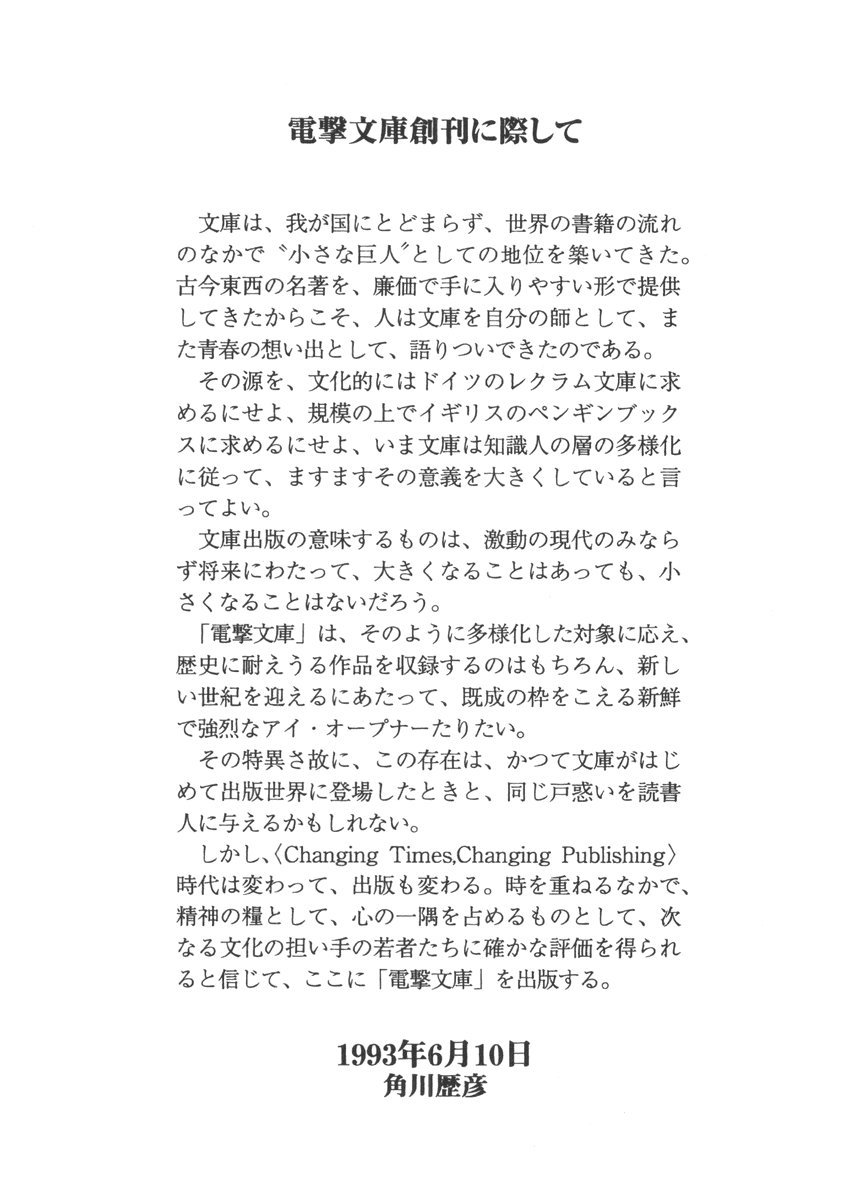 電撃文庫創刊に際して
文庫は、我が国にとどまらず、世界の書籍の流れ
のなかで〝小さな巨人〟としての地位を築いてきた。
古今東西の名著を、廉価で手に入りやすい形で提供
してきたからこそ、人は文庫を自分の師として、ま
た青春の想い出として、語りついできたのである。
その源を、文化的にはドイツのレクラム文庫に求
めるにせよ、規模の上でイギリスのペンギンブック
スに求めるにせよ、いま文庫は知識人の層の多様化
に従って、ますますその意義を大きくしていると言
ってよい。
文庫出版の意味するものは、激動の現代のみなら
ず将来にわたって、大きくなることはあっても、小
さくなることはないだろう。
「電撃文庫」は、そのように多様化した対象に応え、
歴史に耐えうる作品を収録するのはもちろん、新し
い世紀を迎えるにあたって、既成の枠をこえる新鮮
で強烈なアイ・オープナーたりたい。
その特異さ故に、この存在は、かつて文庫がはじ
めて出版世界に登場したときと、同じ戸惑いを読書
人に与えるかもしれない。
しかし、〈Changing Times,Changing Publishing〉
時代は変わって、出版も変わる。時を重ねるなかで、
精神の糧として、心の一隅を占めるものとして、次
なる文化の担い手の若者たちに確かな評価を得られ
ると信じて、ここに「電撃文庫」を出版する。
1993年6月10日
角川歴彦